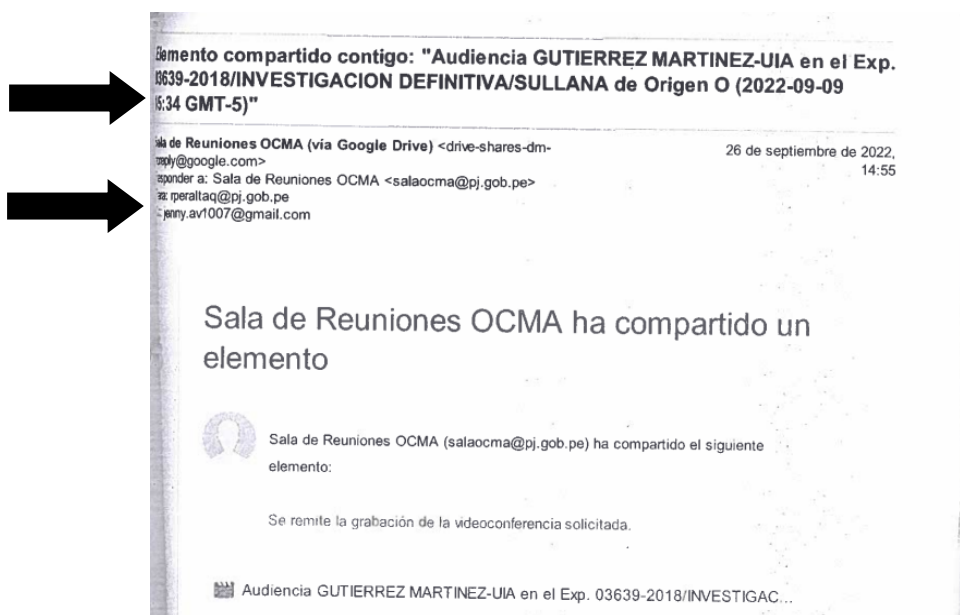 emento compartido contigo: "Audiencia GUTIERREZ MARTINEZ-UIA en el Exp.
3639-2018/INVESTIGACION DEFINITIVA/SULLANA de Origen O (2022-09-09
5:34 GMT-5)"
de Reuniones OCMA (via Google Drive) <drive-shares-dm-
reply@google.com>
26 de septiembre de 2022,
14:55
sponder a: Sala de Reuniones OCMA <salaocma@pj.gob.pe>
rperaltaq@pj.gob.pe
jenny.av1007@gmail.com
Sala de Reuniones OCMA ha compartido un
elemento
Sala de Reuniones OCMA (salaocma@pj.gob.pe) ha compartido el siguiente
elemento:
Se remite la grabación de la videoconferencia solicitada.
Audiencia GUTIERREZ MARTINEZ-UIA en el Exp. 03639-2018/INVESTIGAC...